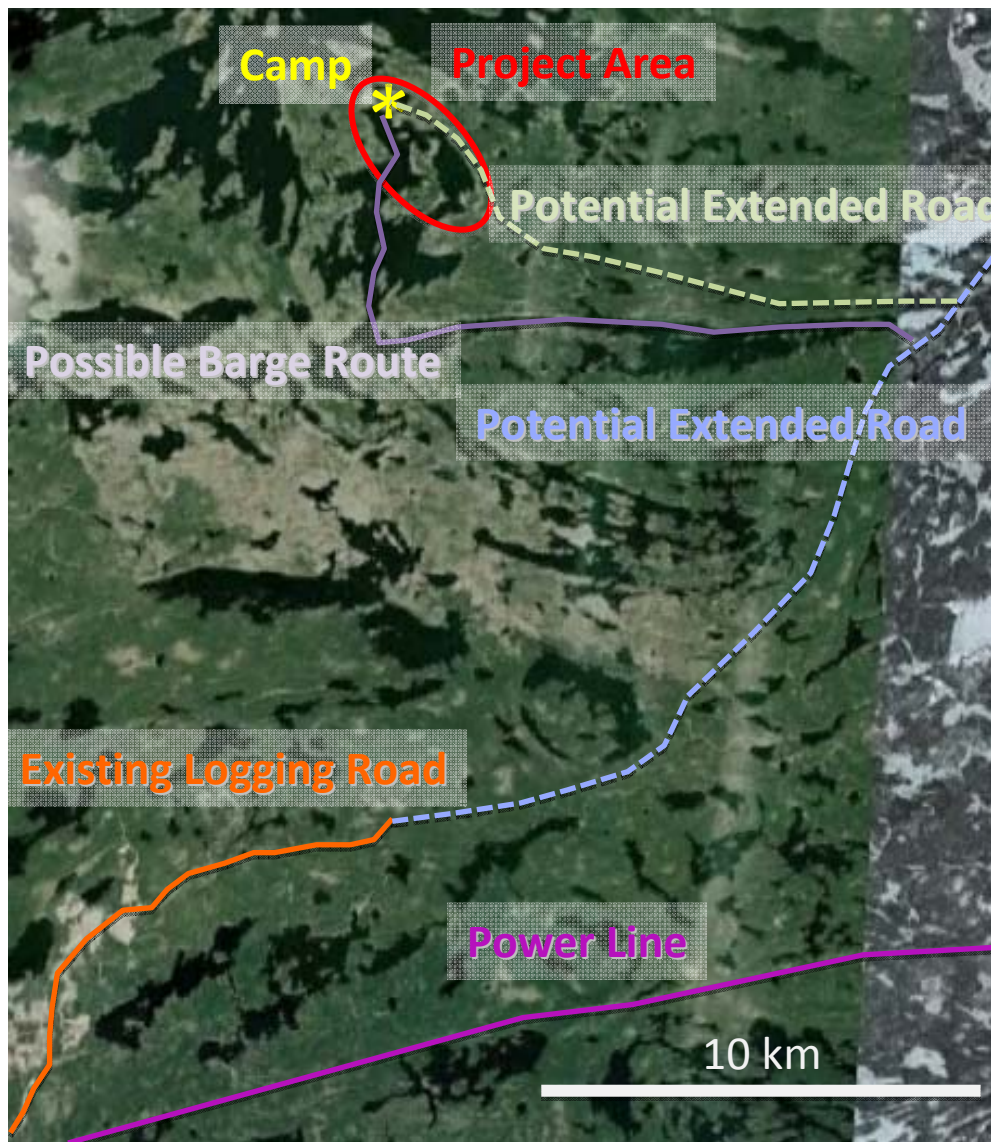 Camp
Project Area
Potential Extended Road
Possible Barge Route
Potential Extended Road
Existing Logging Road
Power Line
10 km